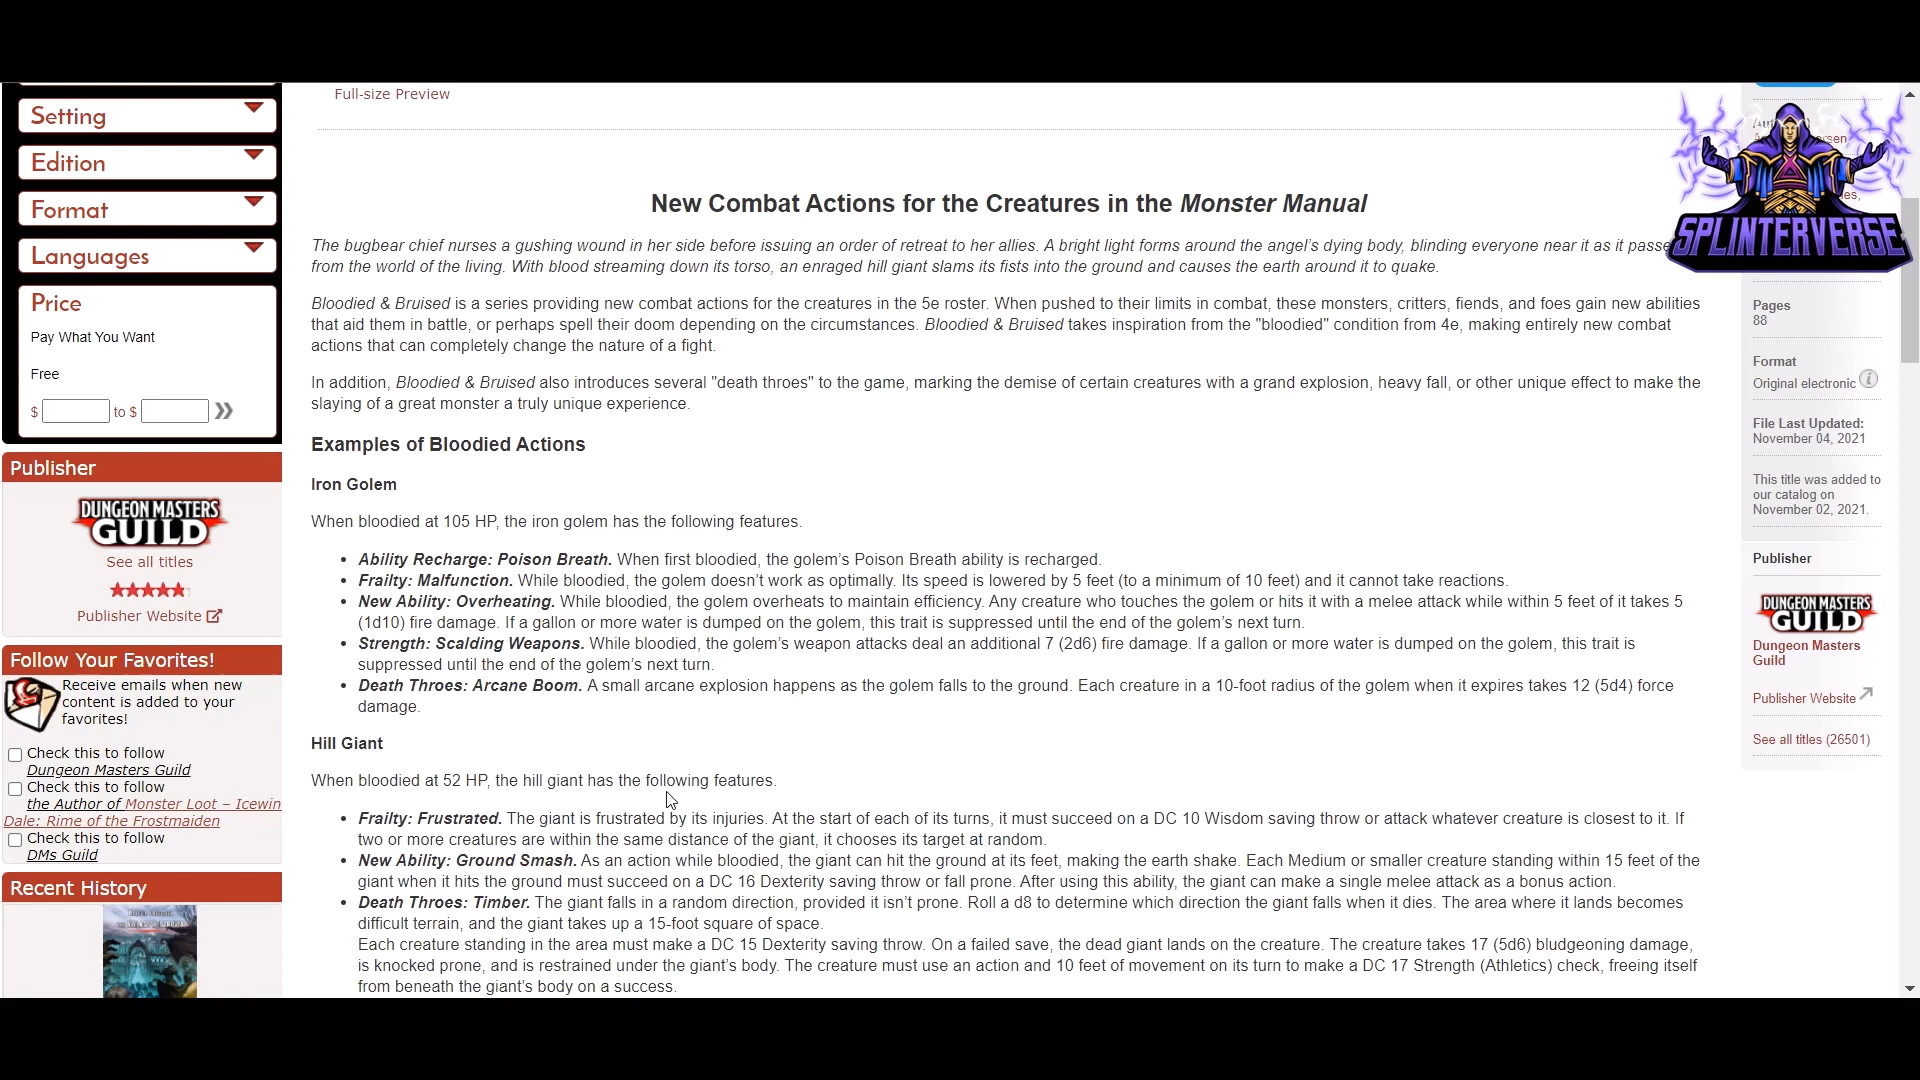 Setting
Edition
Format
Languages
Price
Pay What You Want
Free
$ to $
Publisher
DUNGEON MASTERS
GUILD
See all titles
Publisher Website
Follow Your Favorites!
Receive emails when new
content is added to your
favorites!
Check this to follow
Dungeon Masters Guild
Check this to follow
the Author of Monster Loot – Icewin
Dale: Rime of the Frostmaiden
Check this to follow
DMs Guild
Recent History
Full-size Preview
New Combat Actions for the Creatures in the Monster Manual
The bugbear chief nurses a gushing wound in her side before issuing an order of retreat to her allies. A bright light forms around the angel's dying body, blinding everyone near it as it passe
from the world of the living. With blood streaming down its torso, an enraged hill giant slams its fists into the ground and causes the earth around it to quake.
Bloodied & Bruised is a series providing new combat actions for the creatures in the 5e roster. When pushed to their limits in combat, these monsters, critters, fiends, and foes gain new abilities
that aid them in battle, or perhaps spell their doom depending on the circumstances. Bloodied & Bruised takes inspiration from the "bloodied" condition from 4e, making entirely new combat
actions that can completely change the nature of a fight.
In addition, Bloodied & Bruised also introduces several "death throes" to the game, marking the demise of certain creatures with a grand explosion, heavy fall, or other unique effect to make the
slaying of a great monster a truly unique experience.
Examples of Bloodied Actions
Iron Golem
When bloodied at 105 HP, the iron golem has the following features.
• Ability Recharge: Poison Breath. When first bloodied, the golem's Poison Breath ability is recharged.
• Frailty: Malfunction. While bloodied, the golem doesn't work as optimally. Its speed is lowered by 5 feet (to a minimum of 10 feet) and it cannot take reactions.
• New Ability: Overheating. While bloodied, the golem overheats to maintain efficiency. Any creature who touches the golem or hits it with a melee attack while within 5 feet of it takes 5
(1d10) fire damage. If a gallon or more water is dumped on the golem, this trait is suppressed until the end of the golem's next turn.
• Strength: Scalding Weapons. While bloodied, the golem's weapon attacks deal an additional 7 (2d6) fire damage. If a gallon or more water is dumped on the golem, this trait is
suppressed until the end of the golem's next turn.
• Death Throes: Arcane Boom. A small arcane explosion happens as the golem falls to the ground. Each creature in a 10-foot radius of the golem when it expires takes 12 (5d4) force
damage.
Hill Giant
When bloodied at 52 HP, the hill giant has the following features.
• Frailty: Frustrated. The giant is frustrated by its injuries. At the start of each of its turns, it must succeed on a DC 10 Wisdom saving throw or attack whatever creature is closest to it. If
two or more creatures are within the same distance of the giant, it chooses its target at random.
• New Ability: Ground Smash. As an action while bloodied, the giant can hit the ground at its feet, making the earth shake. Each Medium or smaller creature standing within 15 feet of the
giant when it hits the ground must succeed on a DC 16 Dexterity saving throw or fall prone. After using this ability, the giant can make a single melee attack as a bonus action.
• Death Throes: Timber. The giant falls in a random direction, provided it isn't prone. Roll a d8 to determine which direction the giant falls when it dies. The area where it lands becomes
difficult terrain, and the giant takes up a 15-foot square of space.
Each creature standing in the area must make a DC 15 Dexterity saving throw. On a failed save, the dead giant lands on the creature. The creature takes 17 (5d6) bludgeoning damage,
is knocked prone, and is restrained under the giant's body. The creature must use an action and 10 feet of movement on its turn to make a DC 17 Strength (Athletics) check, freeing itself
from beneath the giant's body on a success.
SPLINTERVERSE
Pages
88
Format
Original electronic
File Last Updated:
November 04, 2021
This title was added to
our catalog on
November 02, 2021.
Publisher
DUNGEON MASTERS
GUILD
Dungeon Masters
Guild
Publisher Website
See all titles (26501)